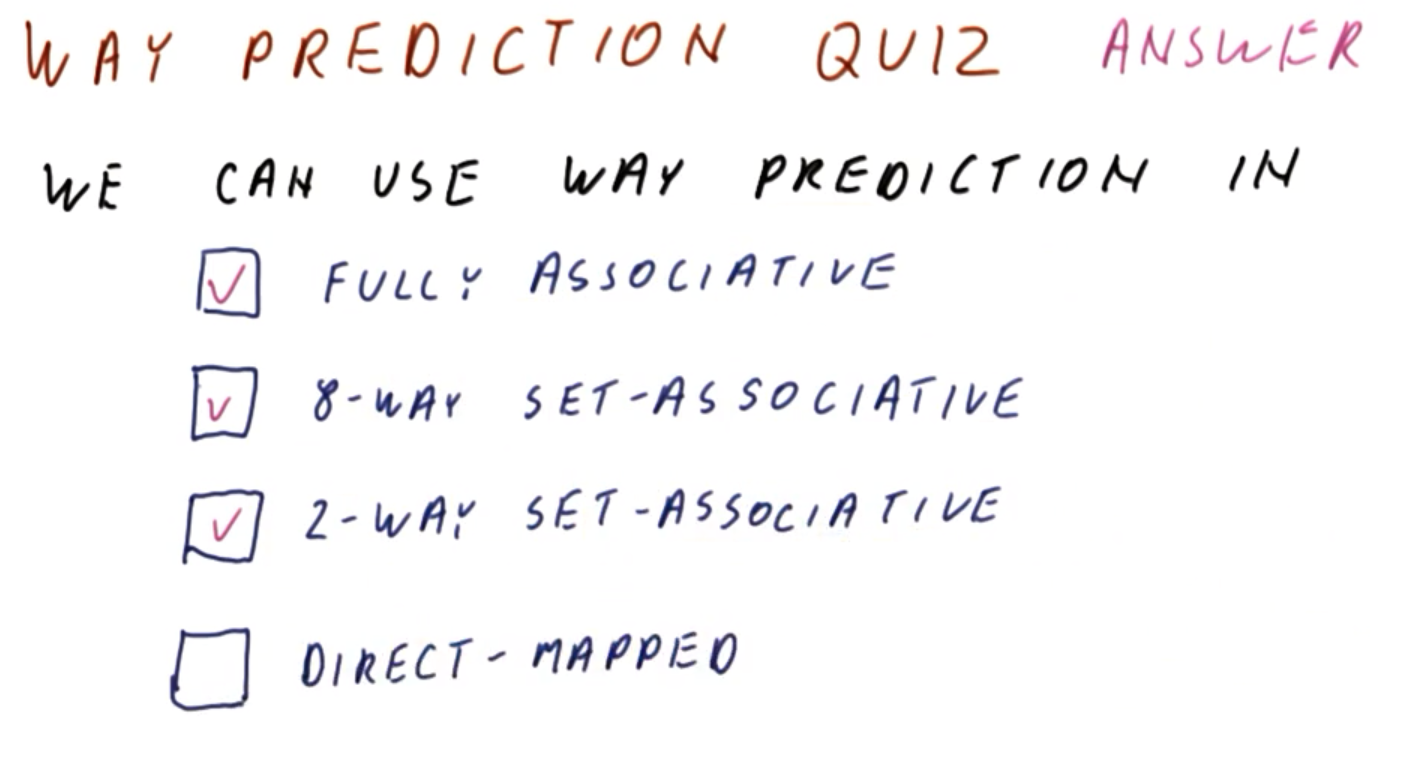 WAY PREDICTION QUIZ ANSWER
WE CAN USE WAY PREDICTION IN
✓ FULLY ASSOCIATIVE
✓ 8-WAY SET-ASSOCIATIVE
✓ 2-WAY SET-ASSOCIATIVE
DIRECT-MAPPED